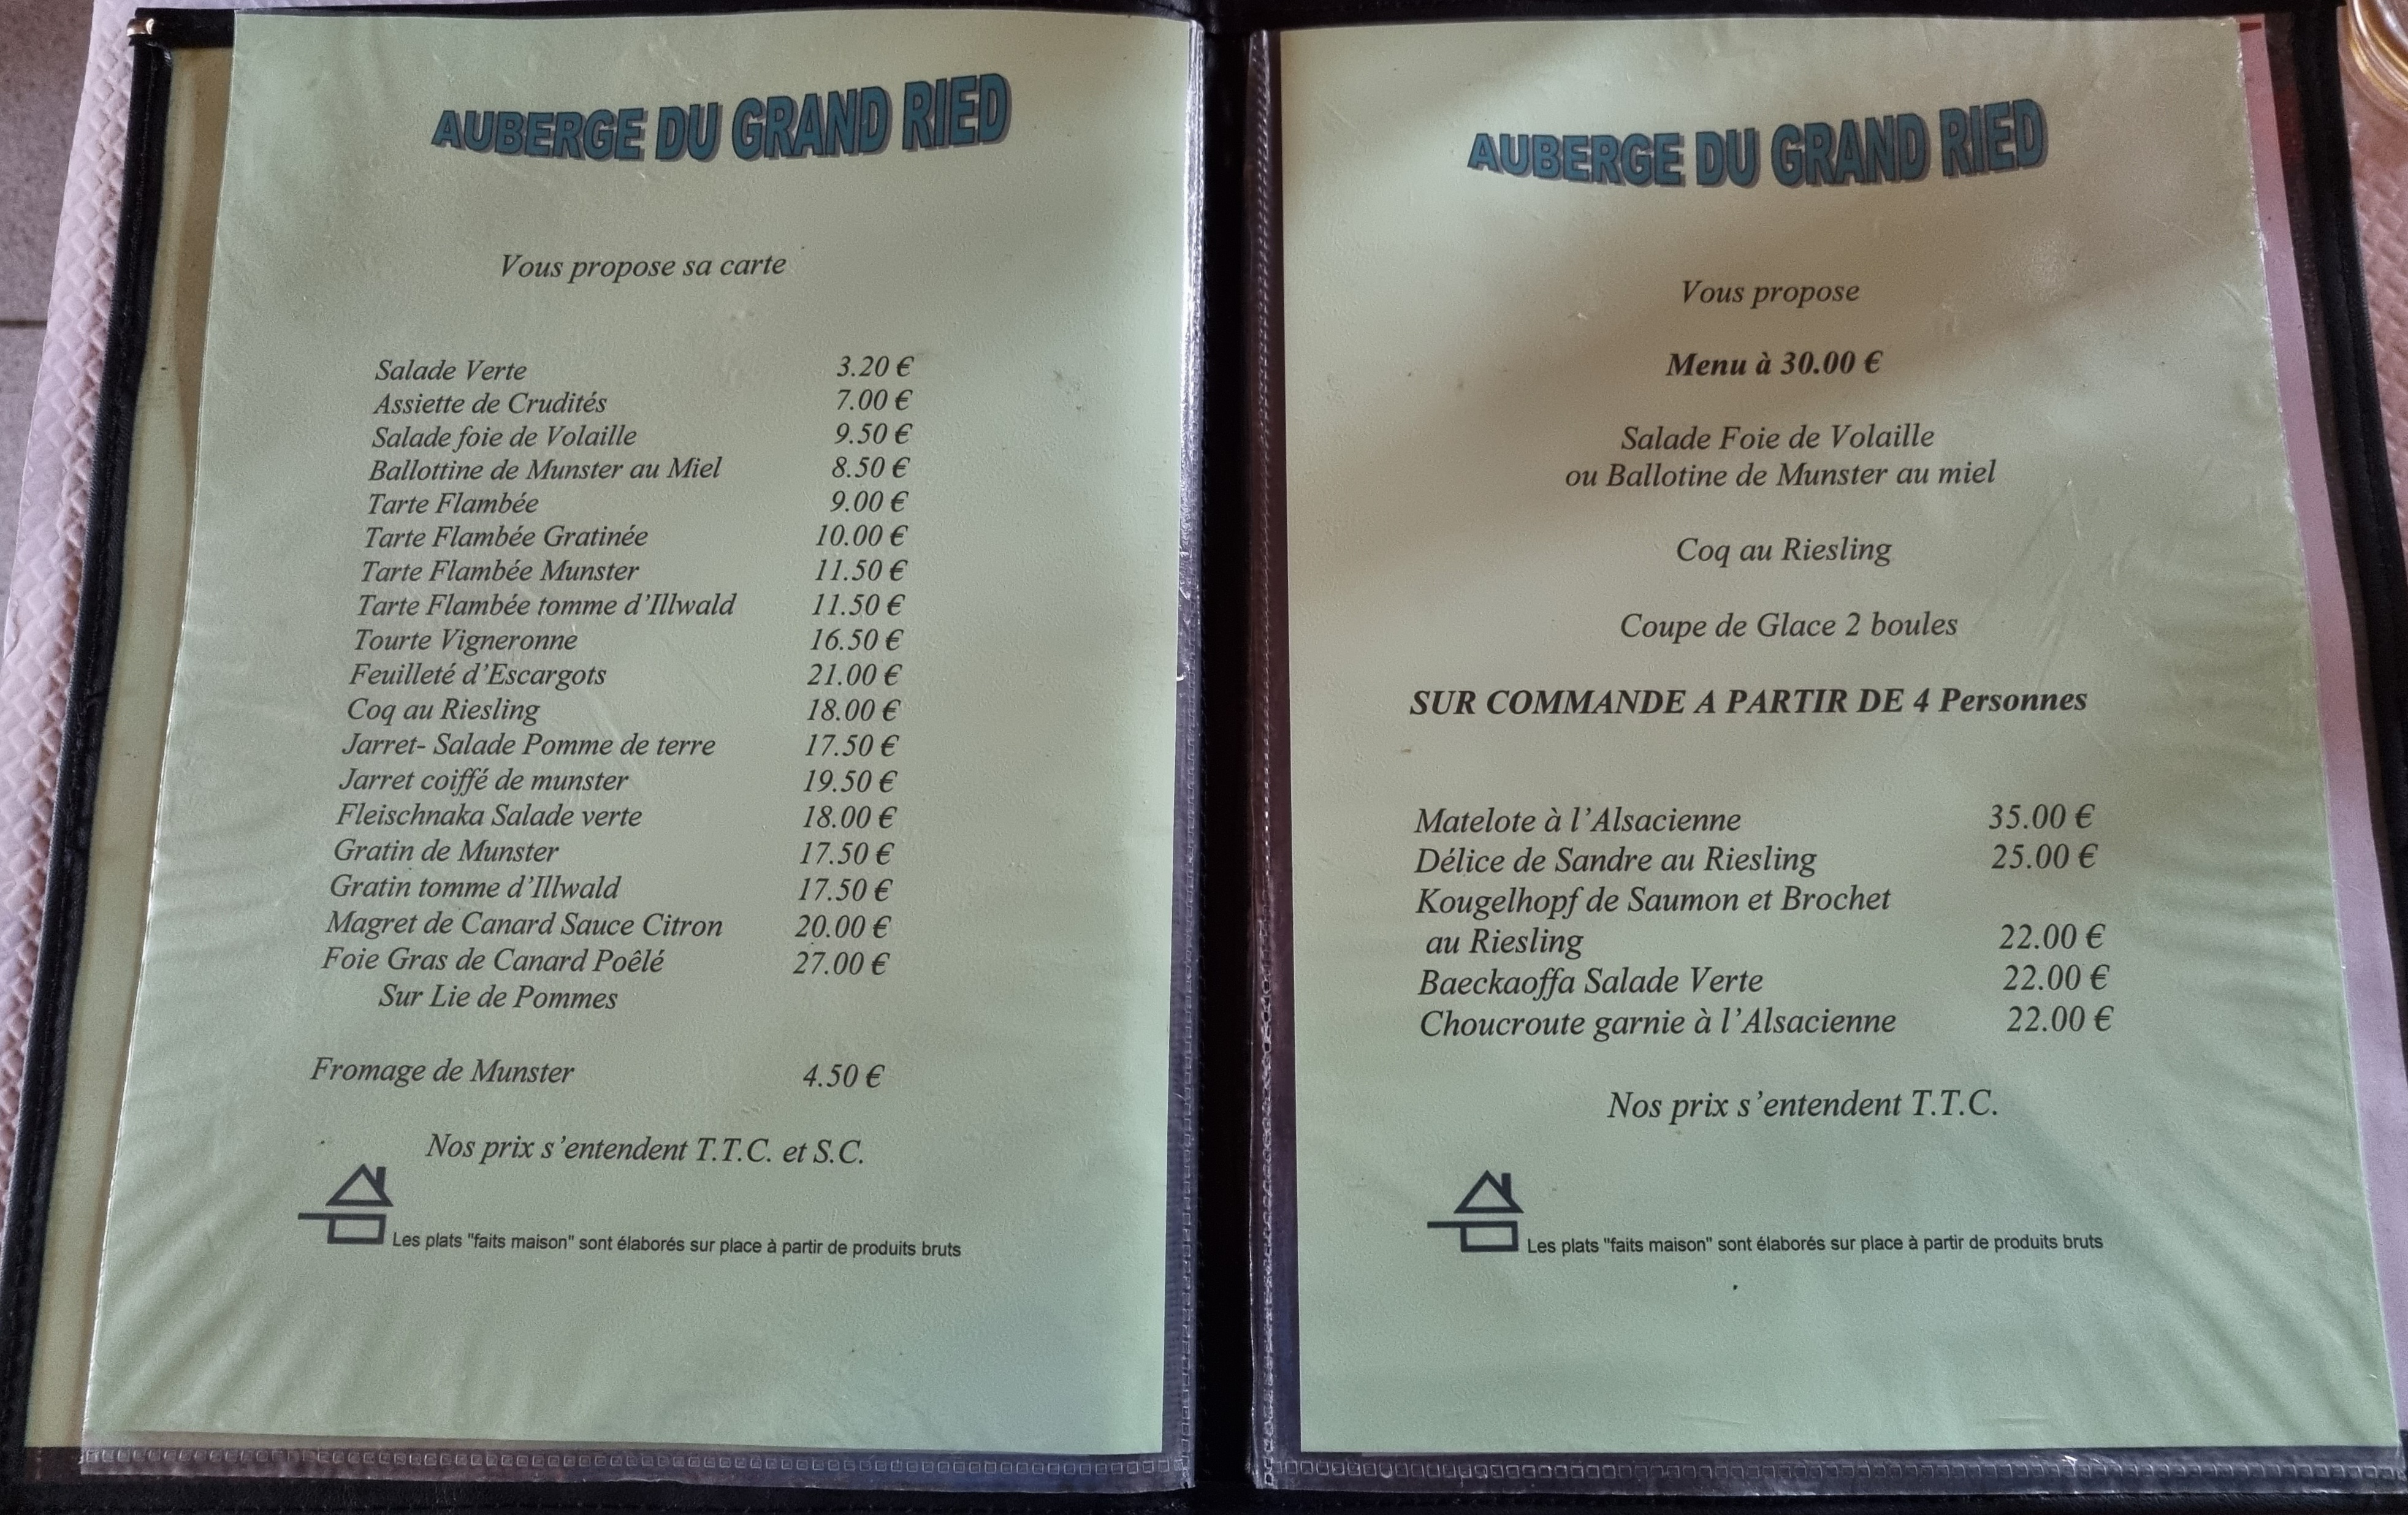 AUBERGE DU GRAND RIED
Vous propose sa carte
Salade Verte 3.20 €
Assiette de Crudités 7.00 €
Salade foie de Volaille 9.50 €
Ballottine de Munster au Miel 8.50 €
Tarte Flambée 9.00 €
Tarte Flambée Gratinée 10.00 €
Tarte Flambée Munster 11.50 €
Tarte Flambée tomme d'Illwald 11.50 €
Tourte Vigneronne 16.50 €
Feuilleté d'Escargots 21.00 €
Coq au Riesling 18.00 €
Jarret- Salade Pomme de terre 17.50 €
Jarret coiffé de munster 19.50 €
Fleischnaka Salade verte 18.00 €
Gratin de Munster 17.50 €
Gratin tomme d'Illwald 17.50 €
Magret de Canard Sauce Citron 20.00 €
Foie Gras de Canard Poêlé 27.00 €
Sur Lie de Pommes
Fromage de Munster 4.50 €
Nos prix s'entendent T.T.C. et S.C.
Les plats "faits maison" sont élaborés sur place à partir de produits bruts
AUBERGE DU GRAND RIED
Vous propose
Menu à 30.00 €
Salade Foie de Volaille
ou Ballotine de Munster au miel
Coq au Riesling
Coupe de Glace 2 boules
SUR COMMANDE A PARTIR DE 4 Personnes
Matelote à l'Alsacienne 35.00 €
Délice de Sandre au Riesling 25.00 €
Kougelhopf de Saumon et Brochet
au Riesling 22.00 €
Baeckaoffa Salade Verte 22.00 €
Choucroute garnie à l'Alsacienne 22.00 €
Nos prix s'entendent T.T.C.
Les plats "faits maison" sont élaborés sur place à partir de produits bruts